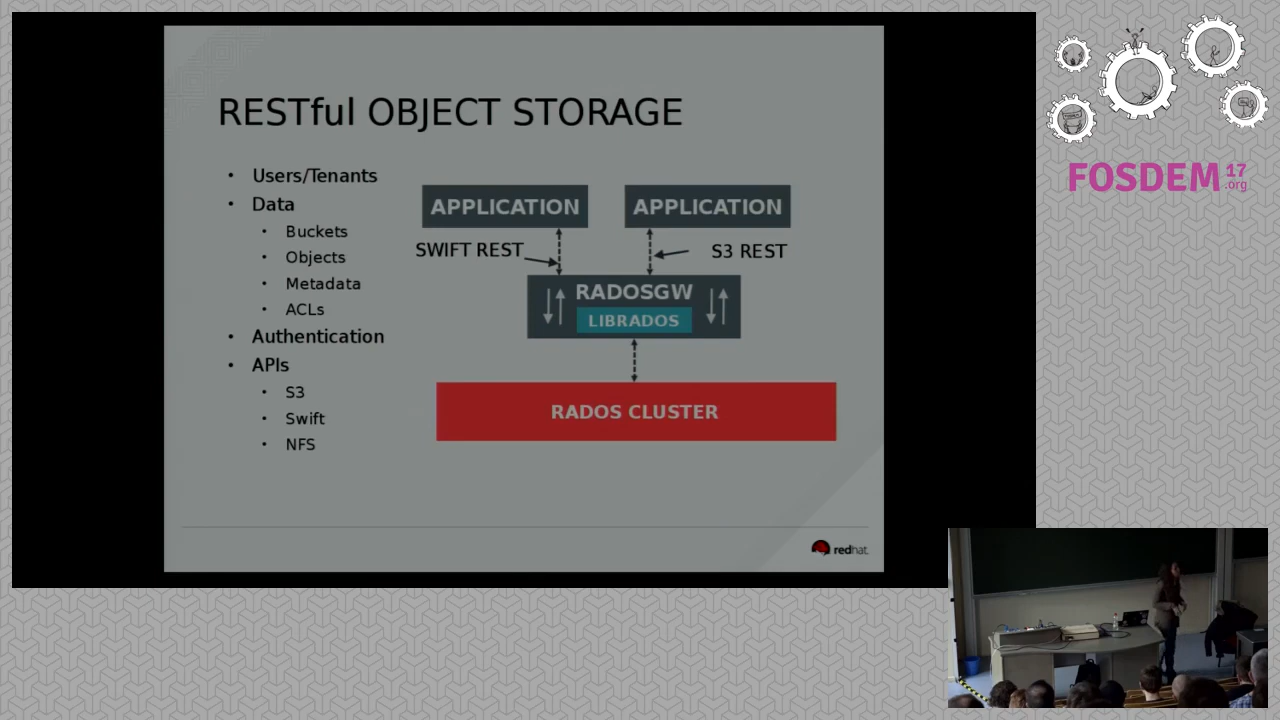 RESTful OBJECT STORAGE
• Users/Tenants
• Data
• Buckets
• Objects
• Metadata
• ACLs
• Authentication
• APIs
• S3
• Swift
• NFS
APPLICATION
APPLICATION
SWIFT REST
S3 REST
RADOSGW
LIBRADOS
RADOS CLUSTER
redhat.
FOSDEM 17
.org